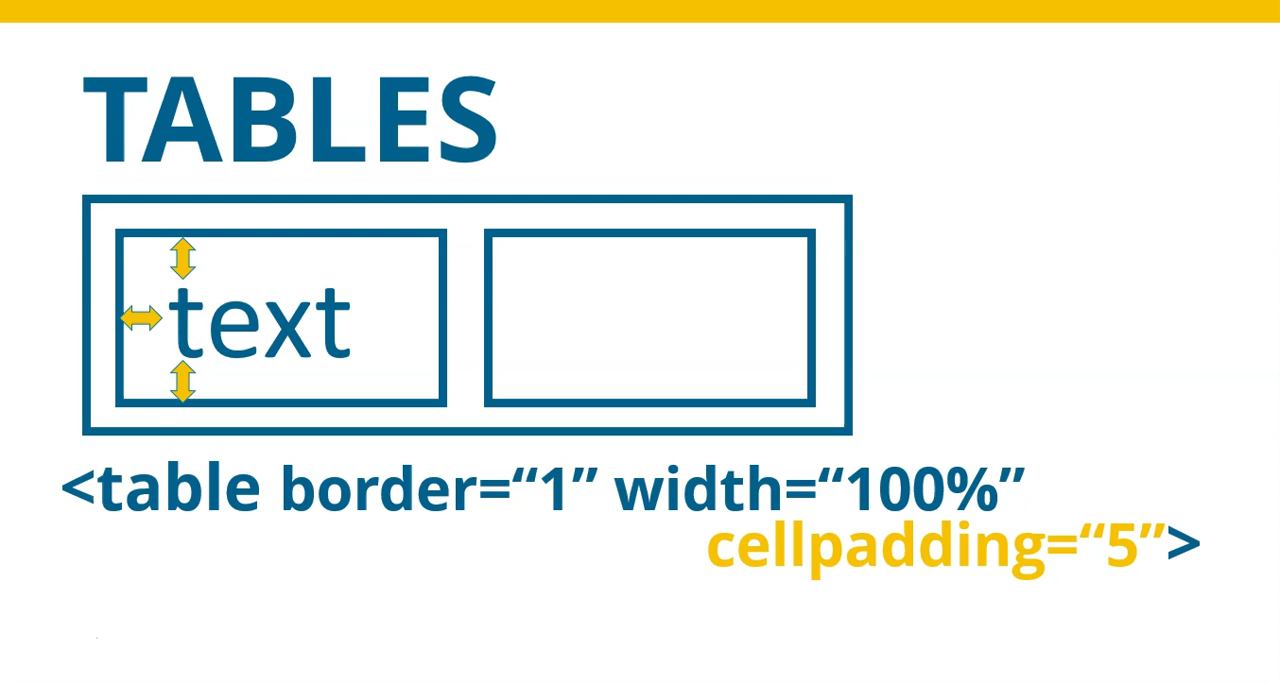 TABLES
text
<table border=“1” width=“100%”
cellpadding=“5”>